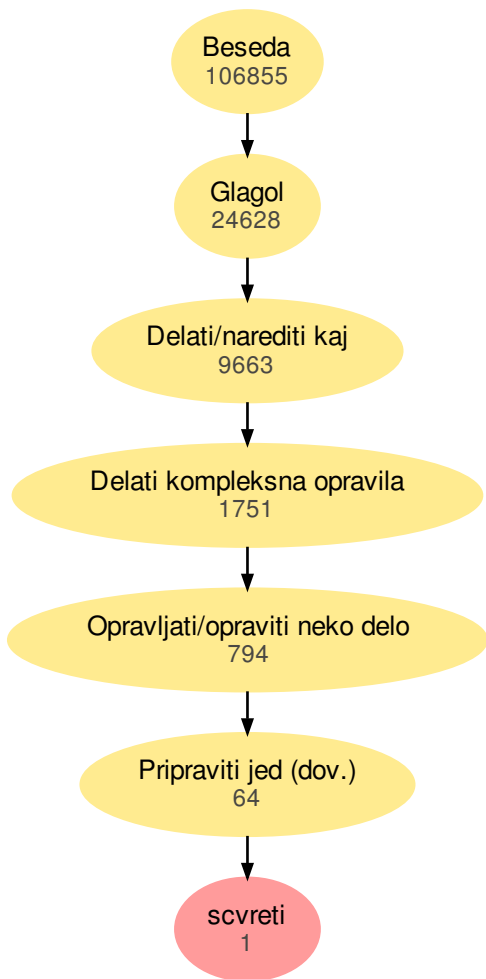 Beseda
106855
Glagol
24628
Delati/narediti kaj
9663
Delati kompleksna opravila
1751
Opravljati/opraviti neko delo
794
Pripraviti jed (dov.)
64
scvreti
1